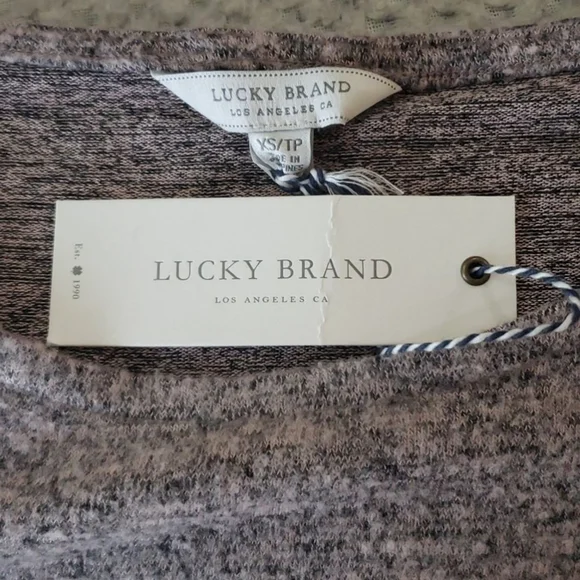 LUCKY BRAND
LOS ANGELES CA
XS/TP
LUCKY BRAND
LOS ANGELES CA
Est. 1990